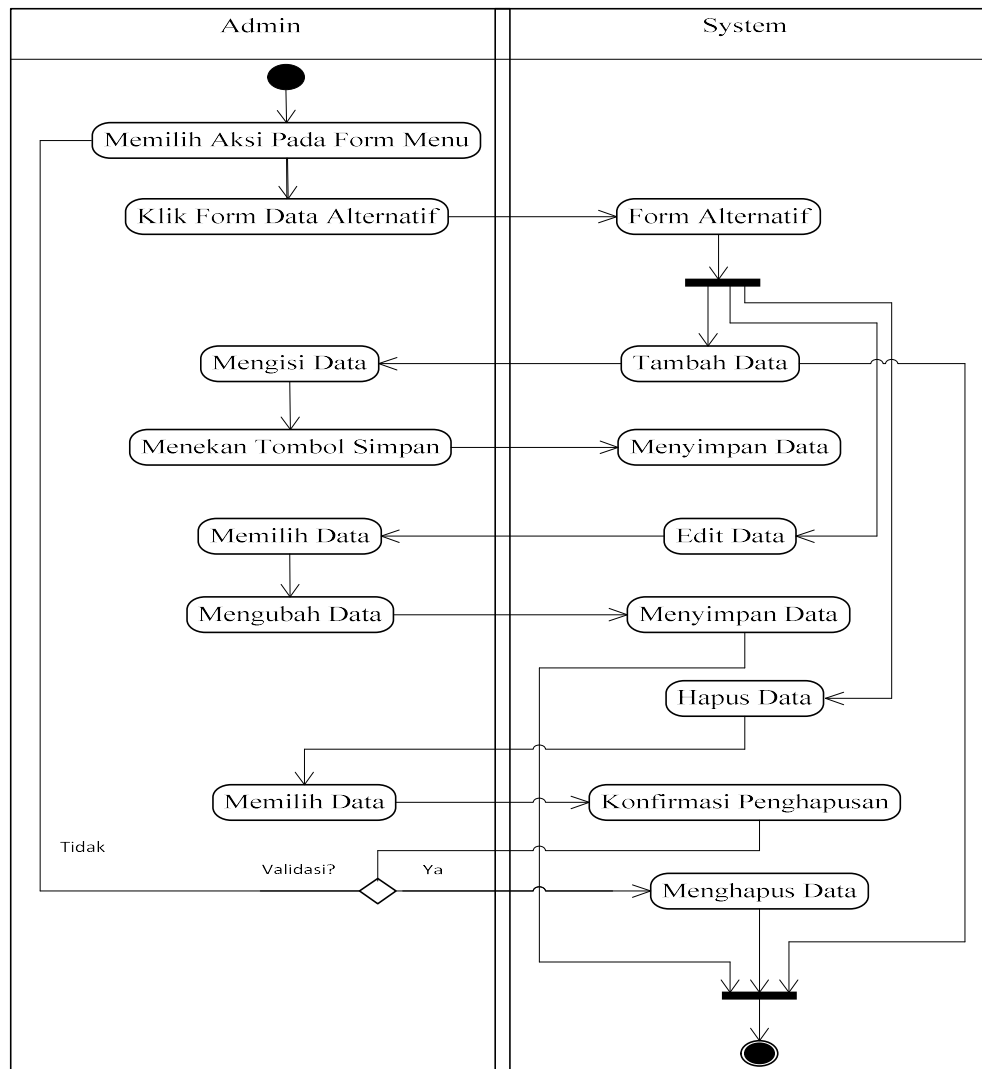 Admin
System
Memilih Aksi Pada Form Menu
Klik Form Data Alternatif
Form Alternatif
Mengisi Data
Tambah Data
Menekan Tombol Simpan
Menyimpan Data
Memilih Data
Edit Data
Mengubah Data
Menyimpan Data
Hapus Data
Memilih Data
Konfirmasi Penghapusan
Tidak
Validasi?
Ya
Menghapus Data